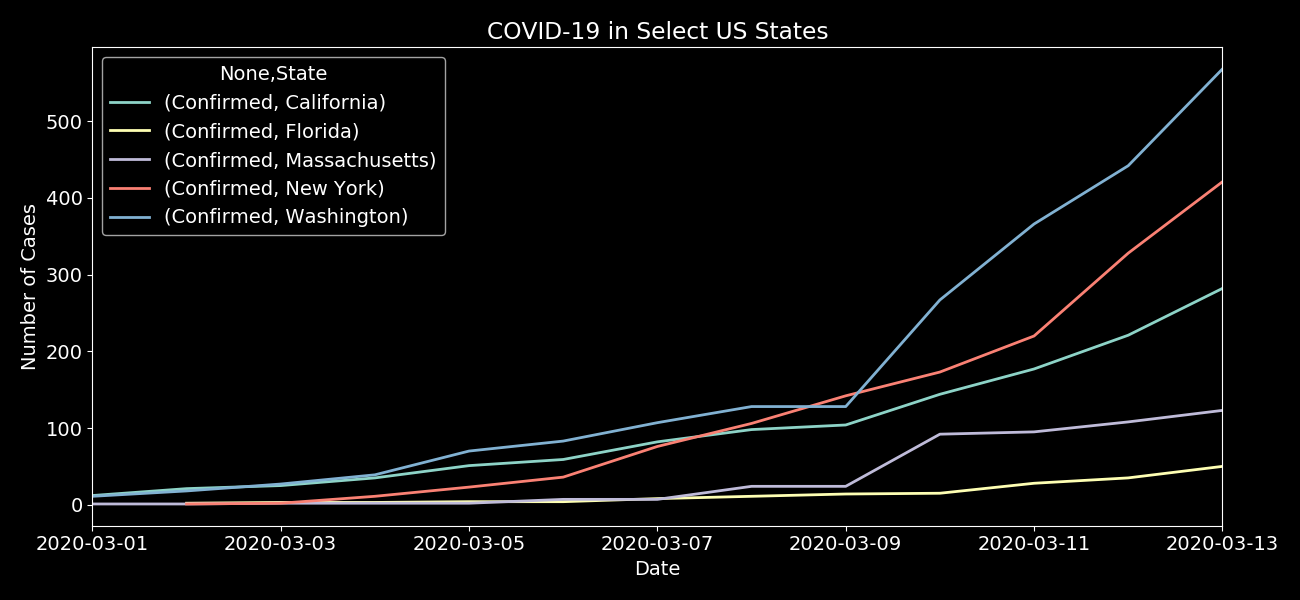 COVID-19 in Select US States
None,State
(Confirmed, California)
(Confirmed, Florida)
(Confirmed, Massachusetts)
(Confirmed, New York)
(Confirmed, Washington)
Number of Cases
500
400
300
200
100
0
2020-03-01 2020-03-03 2020-03-05 2020-03-07 2020-03-09 2020-03-11 2020-03-13
Date